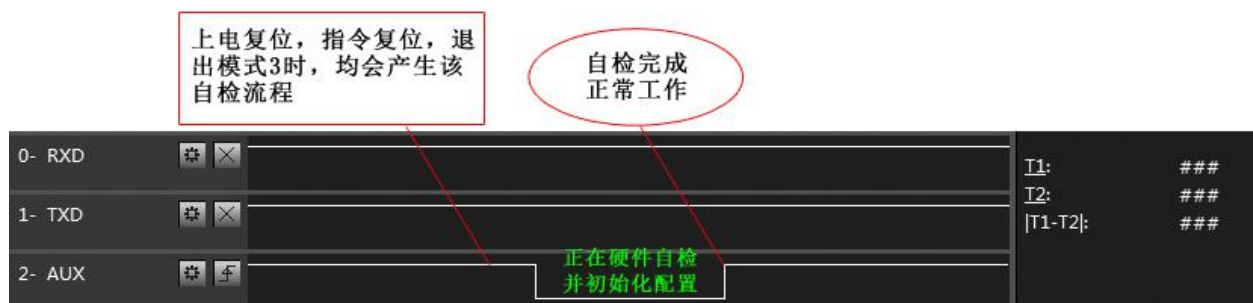 上电复位，指令复位，退
出模式3时，均会产生该
自检流程
自检完成
正常工作
0- RXD
1- TXD
2- AUX
正在硬件自检
并初始化配置
T1: ###
T2: ###
|T1-T2|: ###